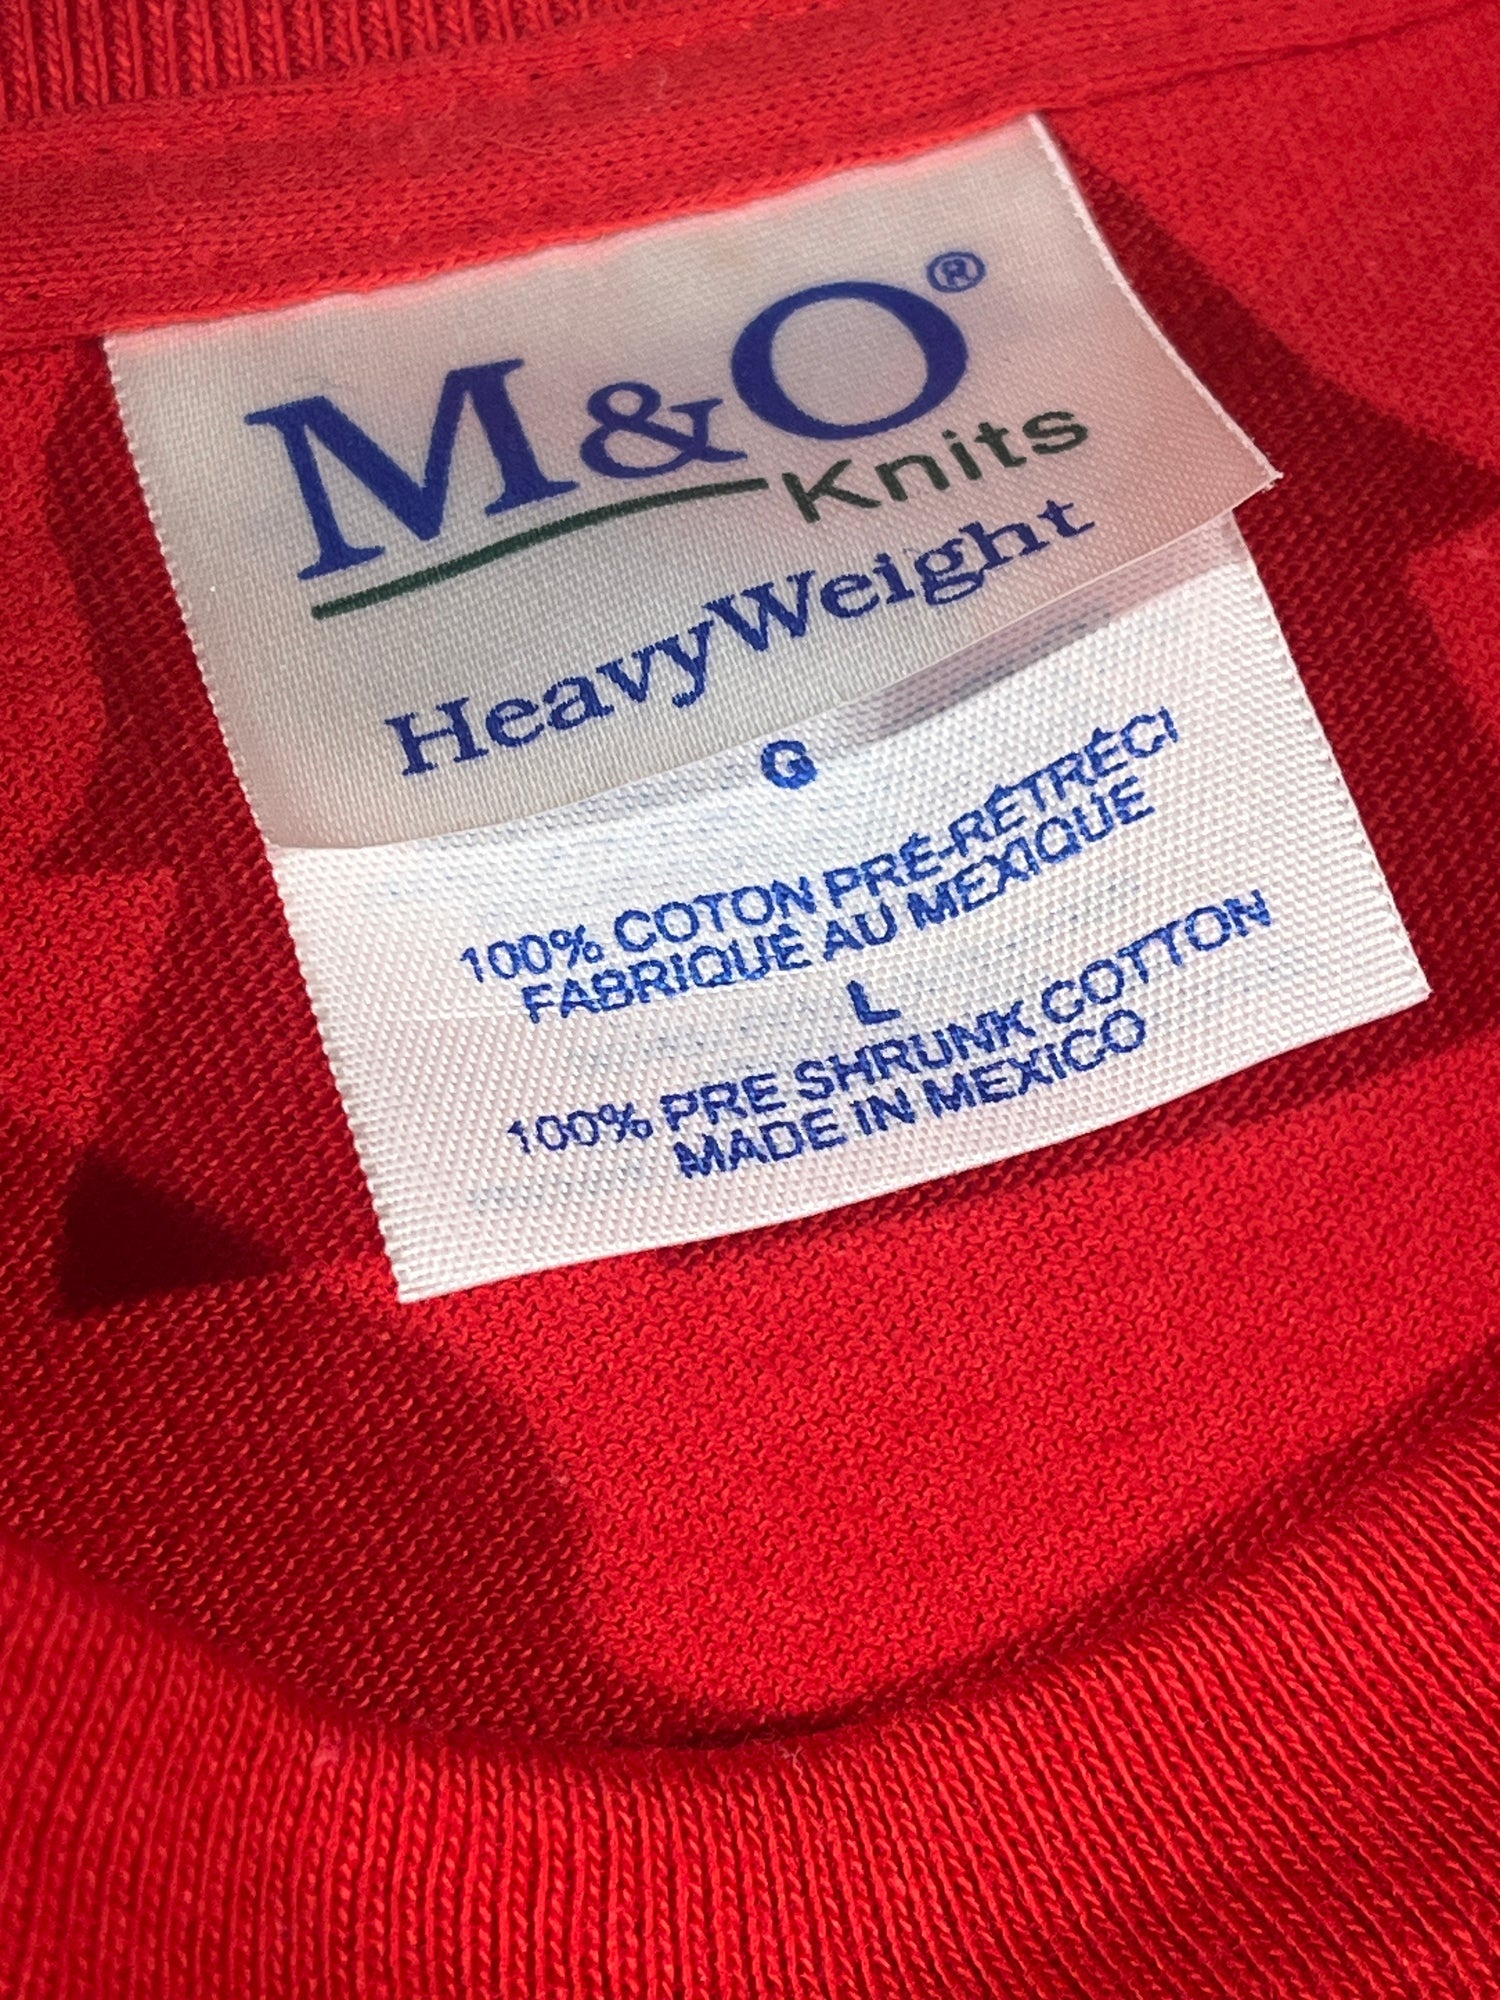 M&O®
Knits
HeavyWeight
G
100% COTON PRÉ-RÉTRÉCI
FABRIQUÉ AU MEXIQUE
L
100% PRE SHRUNK COTTON
MADE IN MEXICO